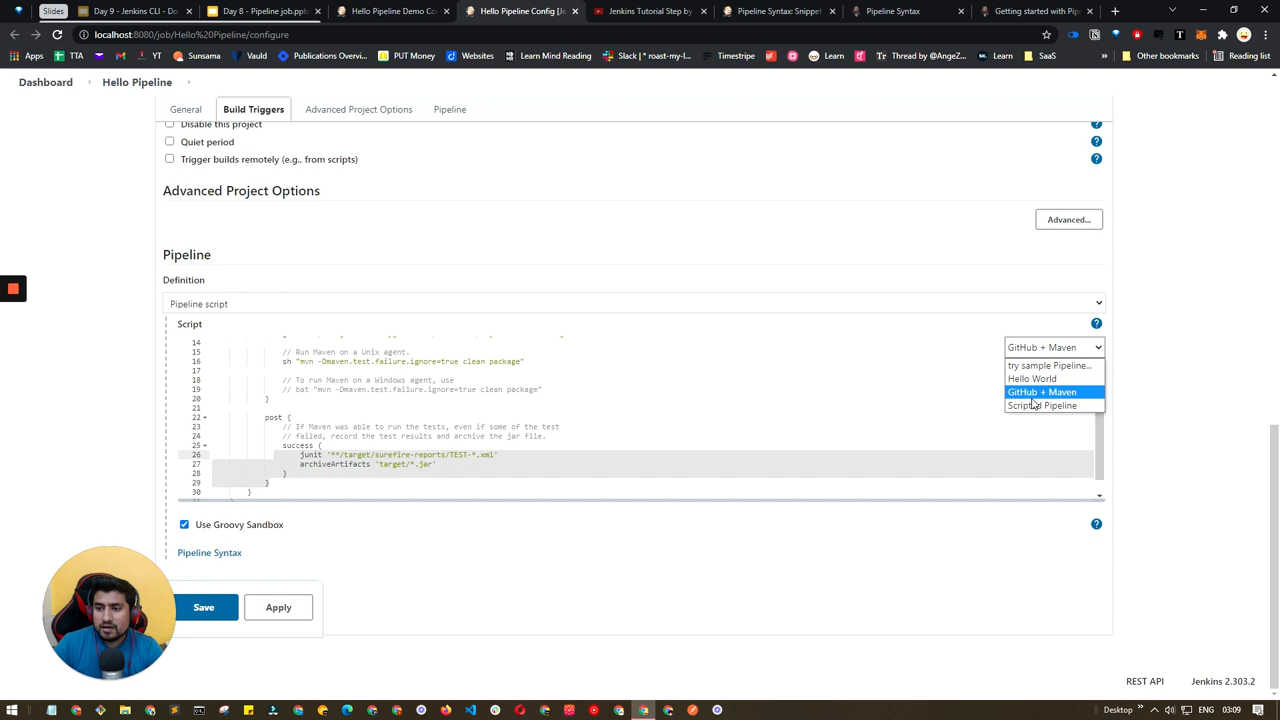 Slides
Day 9 - Jenkins CLI - Do
Day 8 - Pipeline job.ppt
Hello Pipeline Demo Co
Hello Pipeline Config [Je
Jenkins Tutorial Step by
Pipeline Syntax: Snippet
Pipeline Syntax
Getting started with Pip
localhost:8080/job/Hello%20Pipeline/configure
Apps
TTA
YT
Sunsama
Vauld
Publications Overvi...
PUT Money
Websites
Learn Mind Reading
Slack | * roast-my-l...
Timestripe
(1) Thread by @AngeZ...
Learn
Sessions
Reading list
Dashboard
Hello Pipeline
General
Build Triggers
Advanced Project Options
Pipeline
Disable this project
Quiet period
Trigger builds remotely (e.g., from scripts)
Advanced Project Options
Advanced...
Pipeline
Definition
Pipeline script
Script
14
15 // Run Maven on a Unix agent.
16 sh "mvn -Dmaven.test.failure.ignore=true clean package"
17
18 // To run Maven on a Windows agent, use
19 // bat "mvn -Dmaven.test.failure.ignore=true clean package"
20 }
21
22 post {
23 // If Maven was able to run the tests, even if some of the test
24 // failed, record the test results and archive the jar file.
25 success {
26 junit '**/target/surefire-reports/TEST-*.xml'
27 archiveArtifacts 'target/*.jar'
28 }
29 }
30 }
GitHub + Maven
try sample Pipeline...
Hello World
GitHub + Maven
Pipeline
Use Groovy Sandbox
Pipeline Syntax
Save
Apply
REST API
Jenkins 2.303.2
ENG
03:09